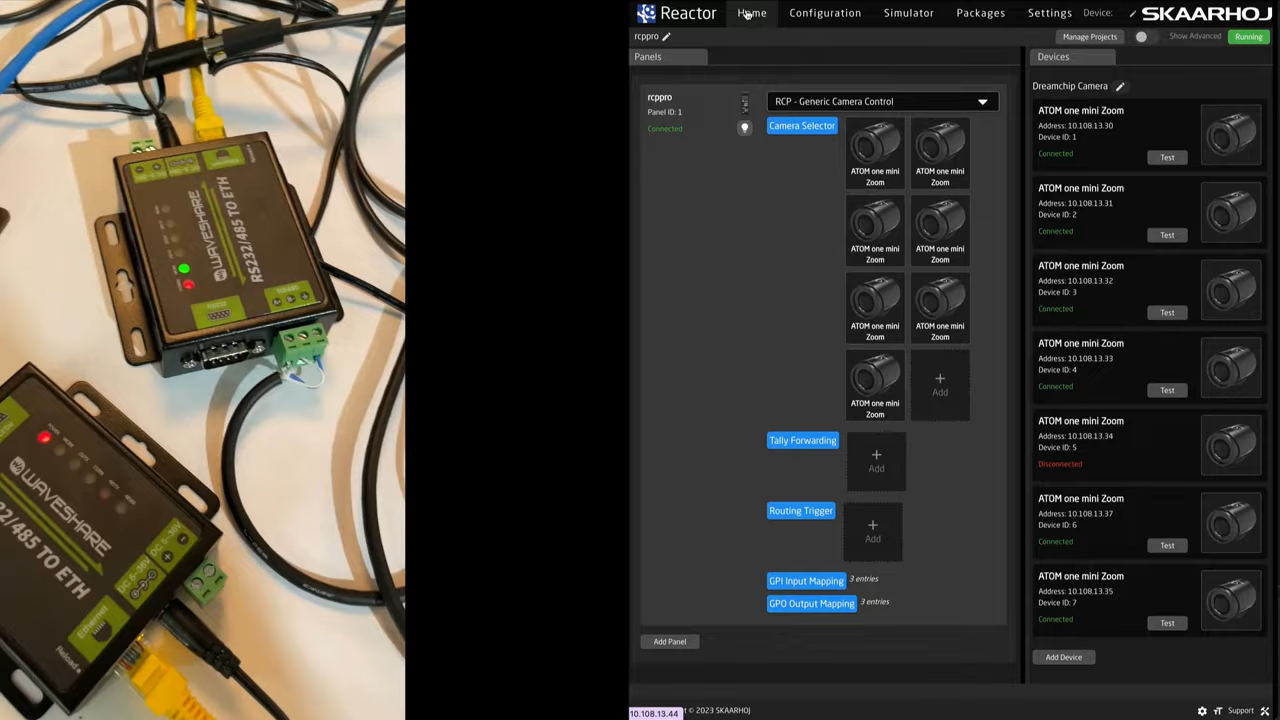 WAVESHARE
RS232/485 TO ETH
RS232
WAVESHARE
RS232/485 TO ETH
DC 5~36V
DC 5~36V
Ethernet
Reload
Reactor
Home
Configuration
Simulator
Packages
Settings
Device:
SKAARHOJ
rcppro
Manage Projects
Show Advanced
Running
Panels
rcppro
Panel ID: 1
Connected
RCP - Generic Camera Control
Camera Selector
ATOM one mini
Zoom
ATOM one mini
Zoom
ATOM one mini
Zoom
ATOM one mini
Zoom
ATOM one mini
Zoom
ATOM one mini
Zoom
ATOM one mini
Zoom
+
Add
Tally Forwarding
+
Add
Routing Trigger
+
Add
GPI Input Mapping
3 entries
GPO Output Mapping
3 entries
Add Panel
Devices
Dreamchip Camera
ATOM one mini Zoom
Address: 10.108.13.30
Device ID: 1
Connected
Test
ATOM one mini Zoom
Address: 10.108.13.31
Device ID: 2
Connected
Test
ATOM one mini Zoom
Address: 10.108.13.32
Device ID: 3
Connected
Test
ATOM one mini Zoom
Address: 10.108.13.33
Device ID: 4
Connected
Test
ATOM one mini Zoom
Address: 10.108.13.34
Device ID: 5
Disconnected
ATOM one mini Zoom
Address: 10.108.13.37
Device ID: 6
Connected
Test
ATOM one mini Zoom
Address: 10.108.13.35
Device ID: 7
Connected
Test
Add Device
10.108.13.44
© 2023 SKAARHOJ
Support